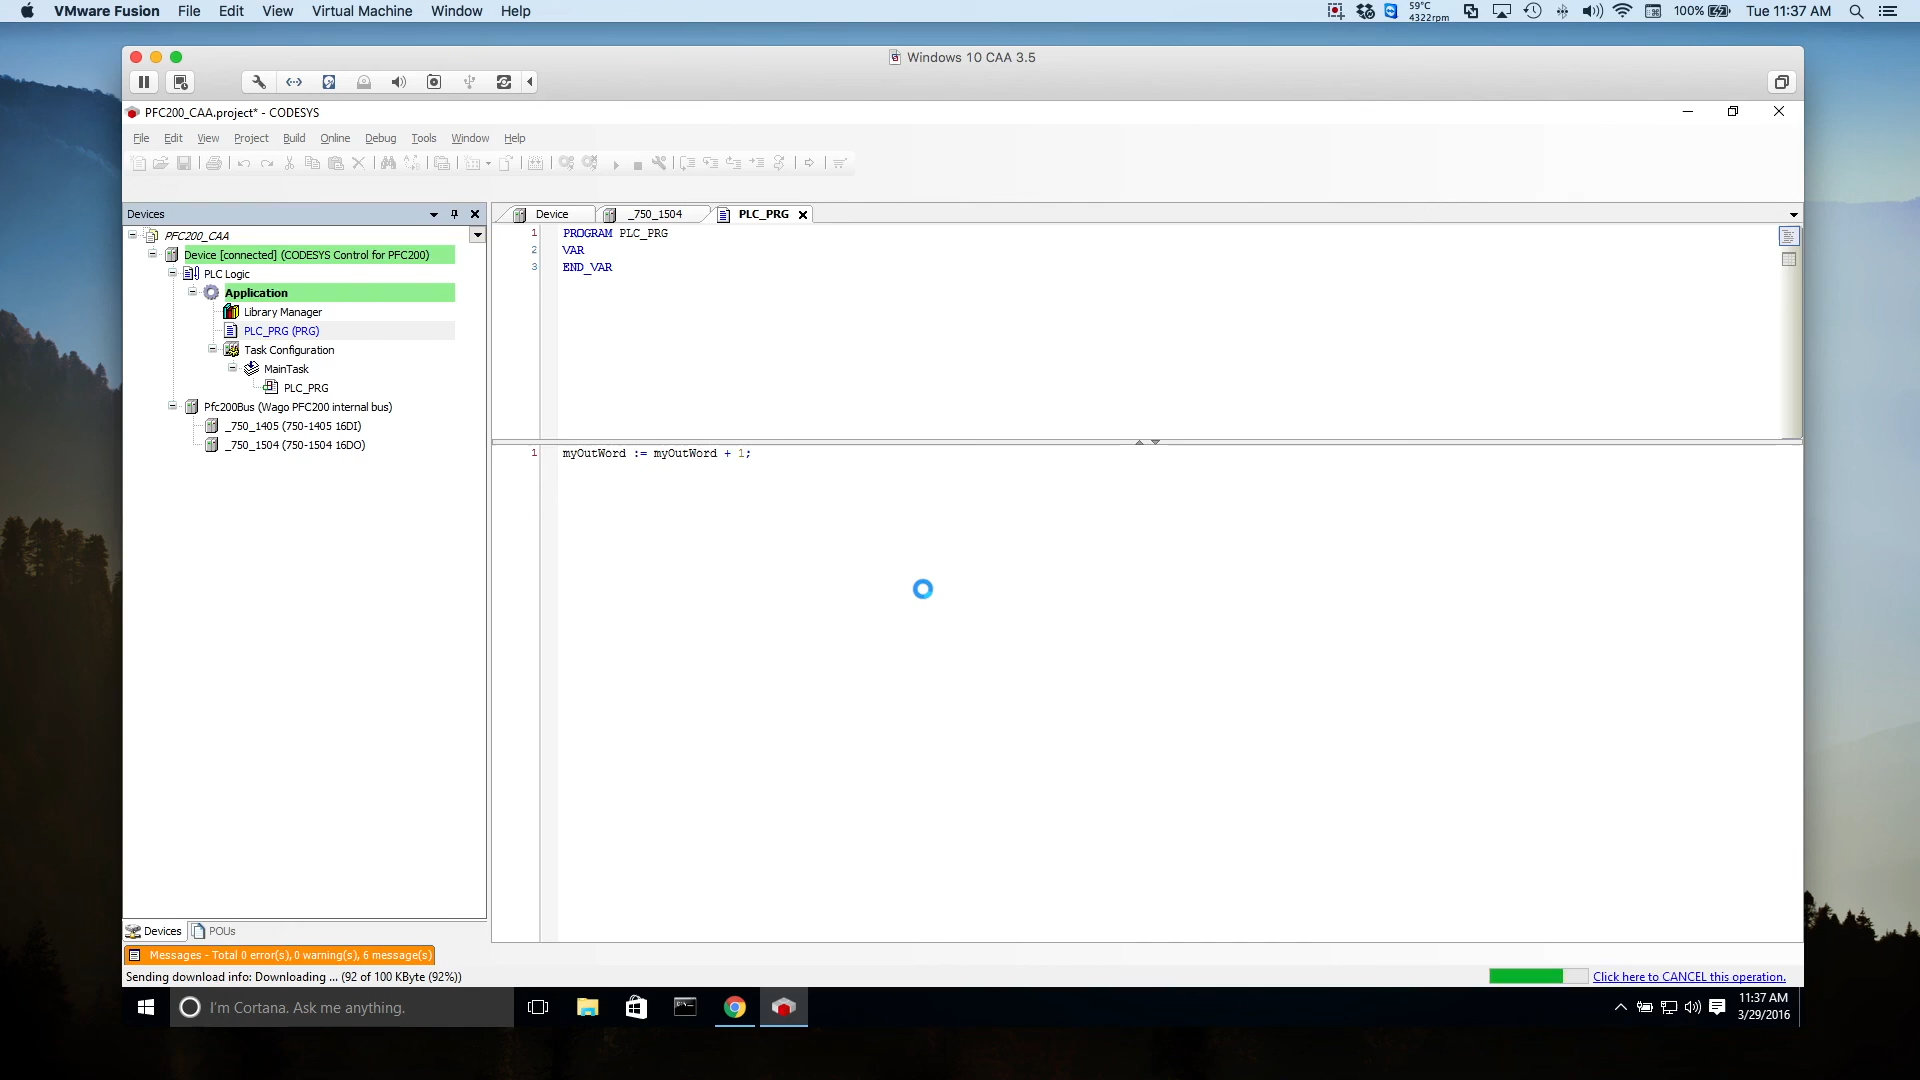 VMware Fusion File Edit View Virtual Machine Window Help
59°C
4322rpm
100%
Tue 11:37 AM
Windows 10 CAA 3.5
PFC200_CAA.project* - CODESYS
File Edit View Project Build Online Debug Tools Window Help
Devices
Device
_750_1504
PLC_PRG
PFC200_CAA
Device [connected] (CODESYS Control for PFC200)
PLC Logic
Application
Library Manager
PLC_PRG (PRG)
Task Configuration
MainTask
PLC_PRG
Pfc200Bus (Wago PFC200 internal bus)
_750_1405 (750-1405 16DI)
_750_1504 (750-1504 16DO)
1 PROGRAM PLC_PRG
2 VAR
3 END_VAR
1 myOutWord := myOutWord + 1;
Devices
POUs
Messages - Total 0 error(s), 0 warning(s), 6 message(s)
Sending download info: Downloading ... (92 of 100 KByte (92%))
Click here to CANCEL this operation.
I'm Cortana. Ask me anything.
11:37 AM
3/29/2016